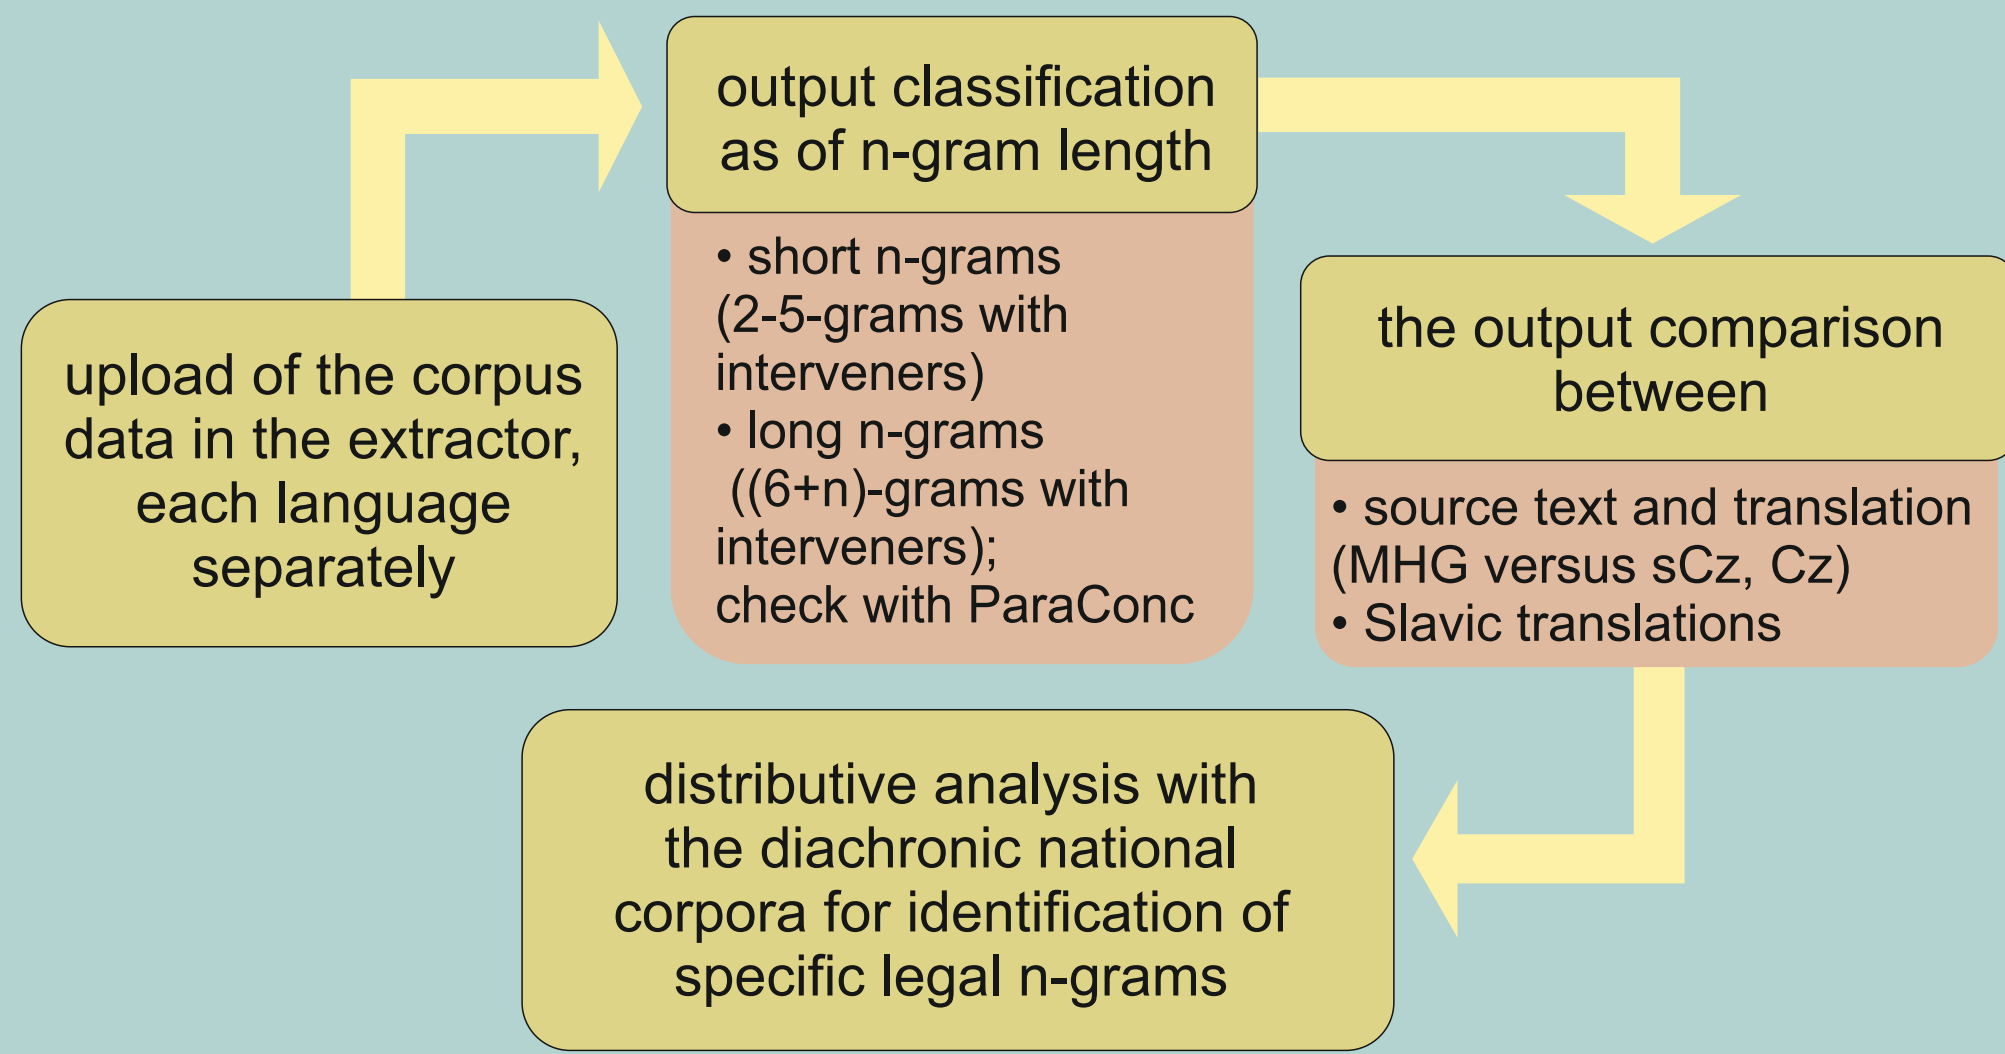 upload of the corpus
data in the extractor,
each language
separately
output classification
as of n-gram length
• short n-grams
(2-5-grams with
interveners)
• long n-grams
((6+n)-grams with
interveners);
check with ParaConc
the output comparison
between
• source text and translation
(MHG versus sCz, Cz)
• Slavic translations
distributive analysis with
the diachronic national
corpora for identification of
specific legal n-grams